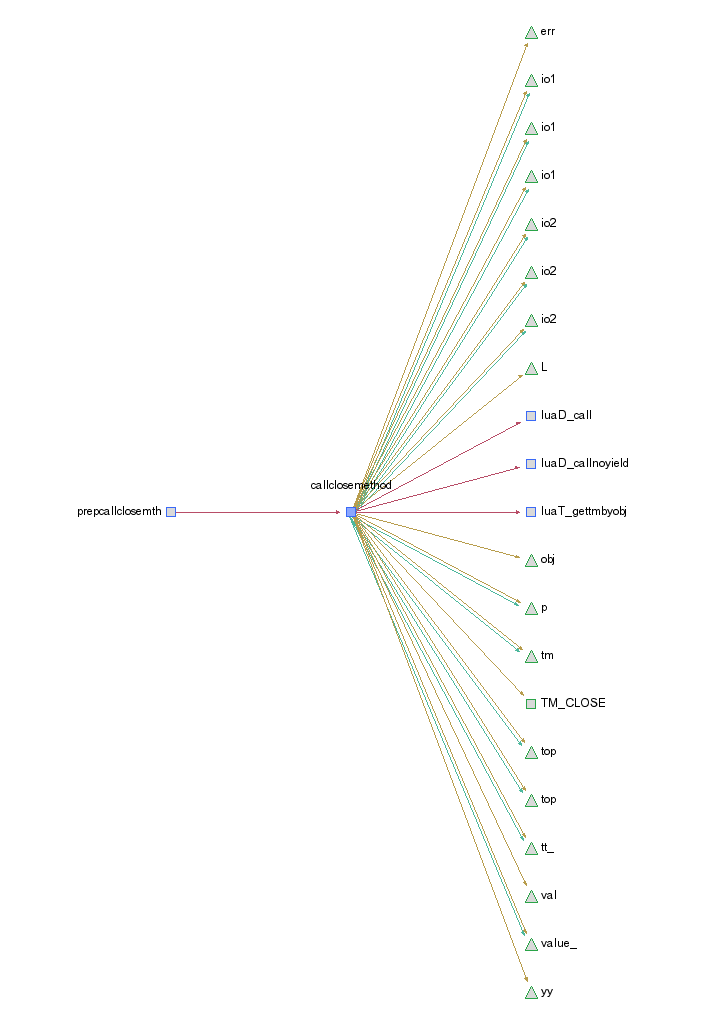 err
io1
io1
io1
io2
io2
io2
L
luaD_call
luaD_callnoyield
callclosemethod
prepcallclosemth
luaT_gettmbyobj
obj
p
tm
TM_CLOSE
top
top
tt_
val
value_
yy